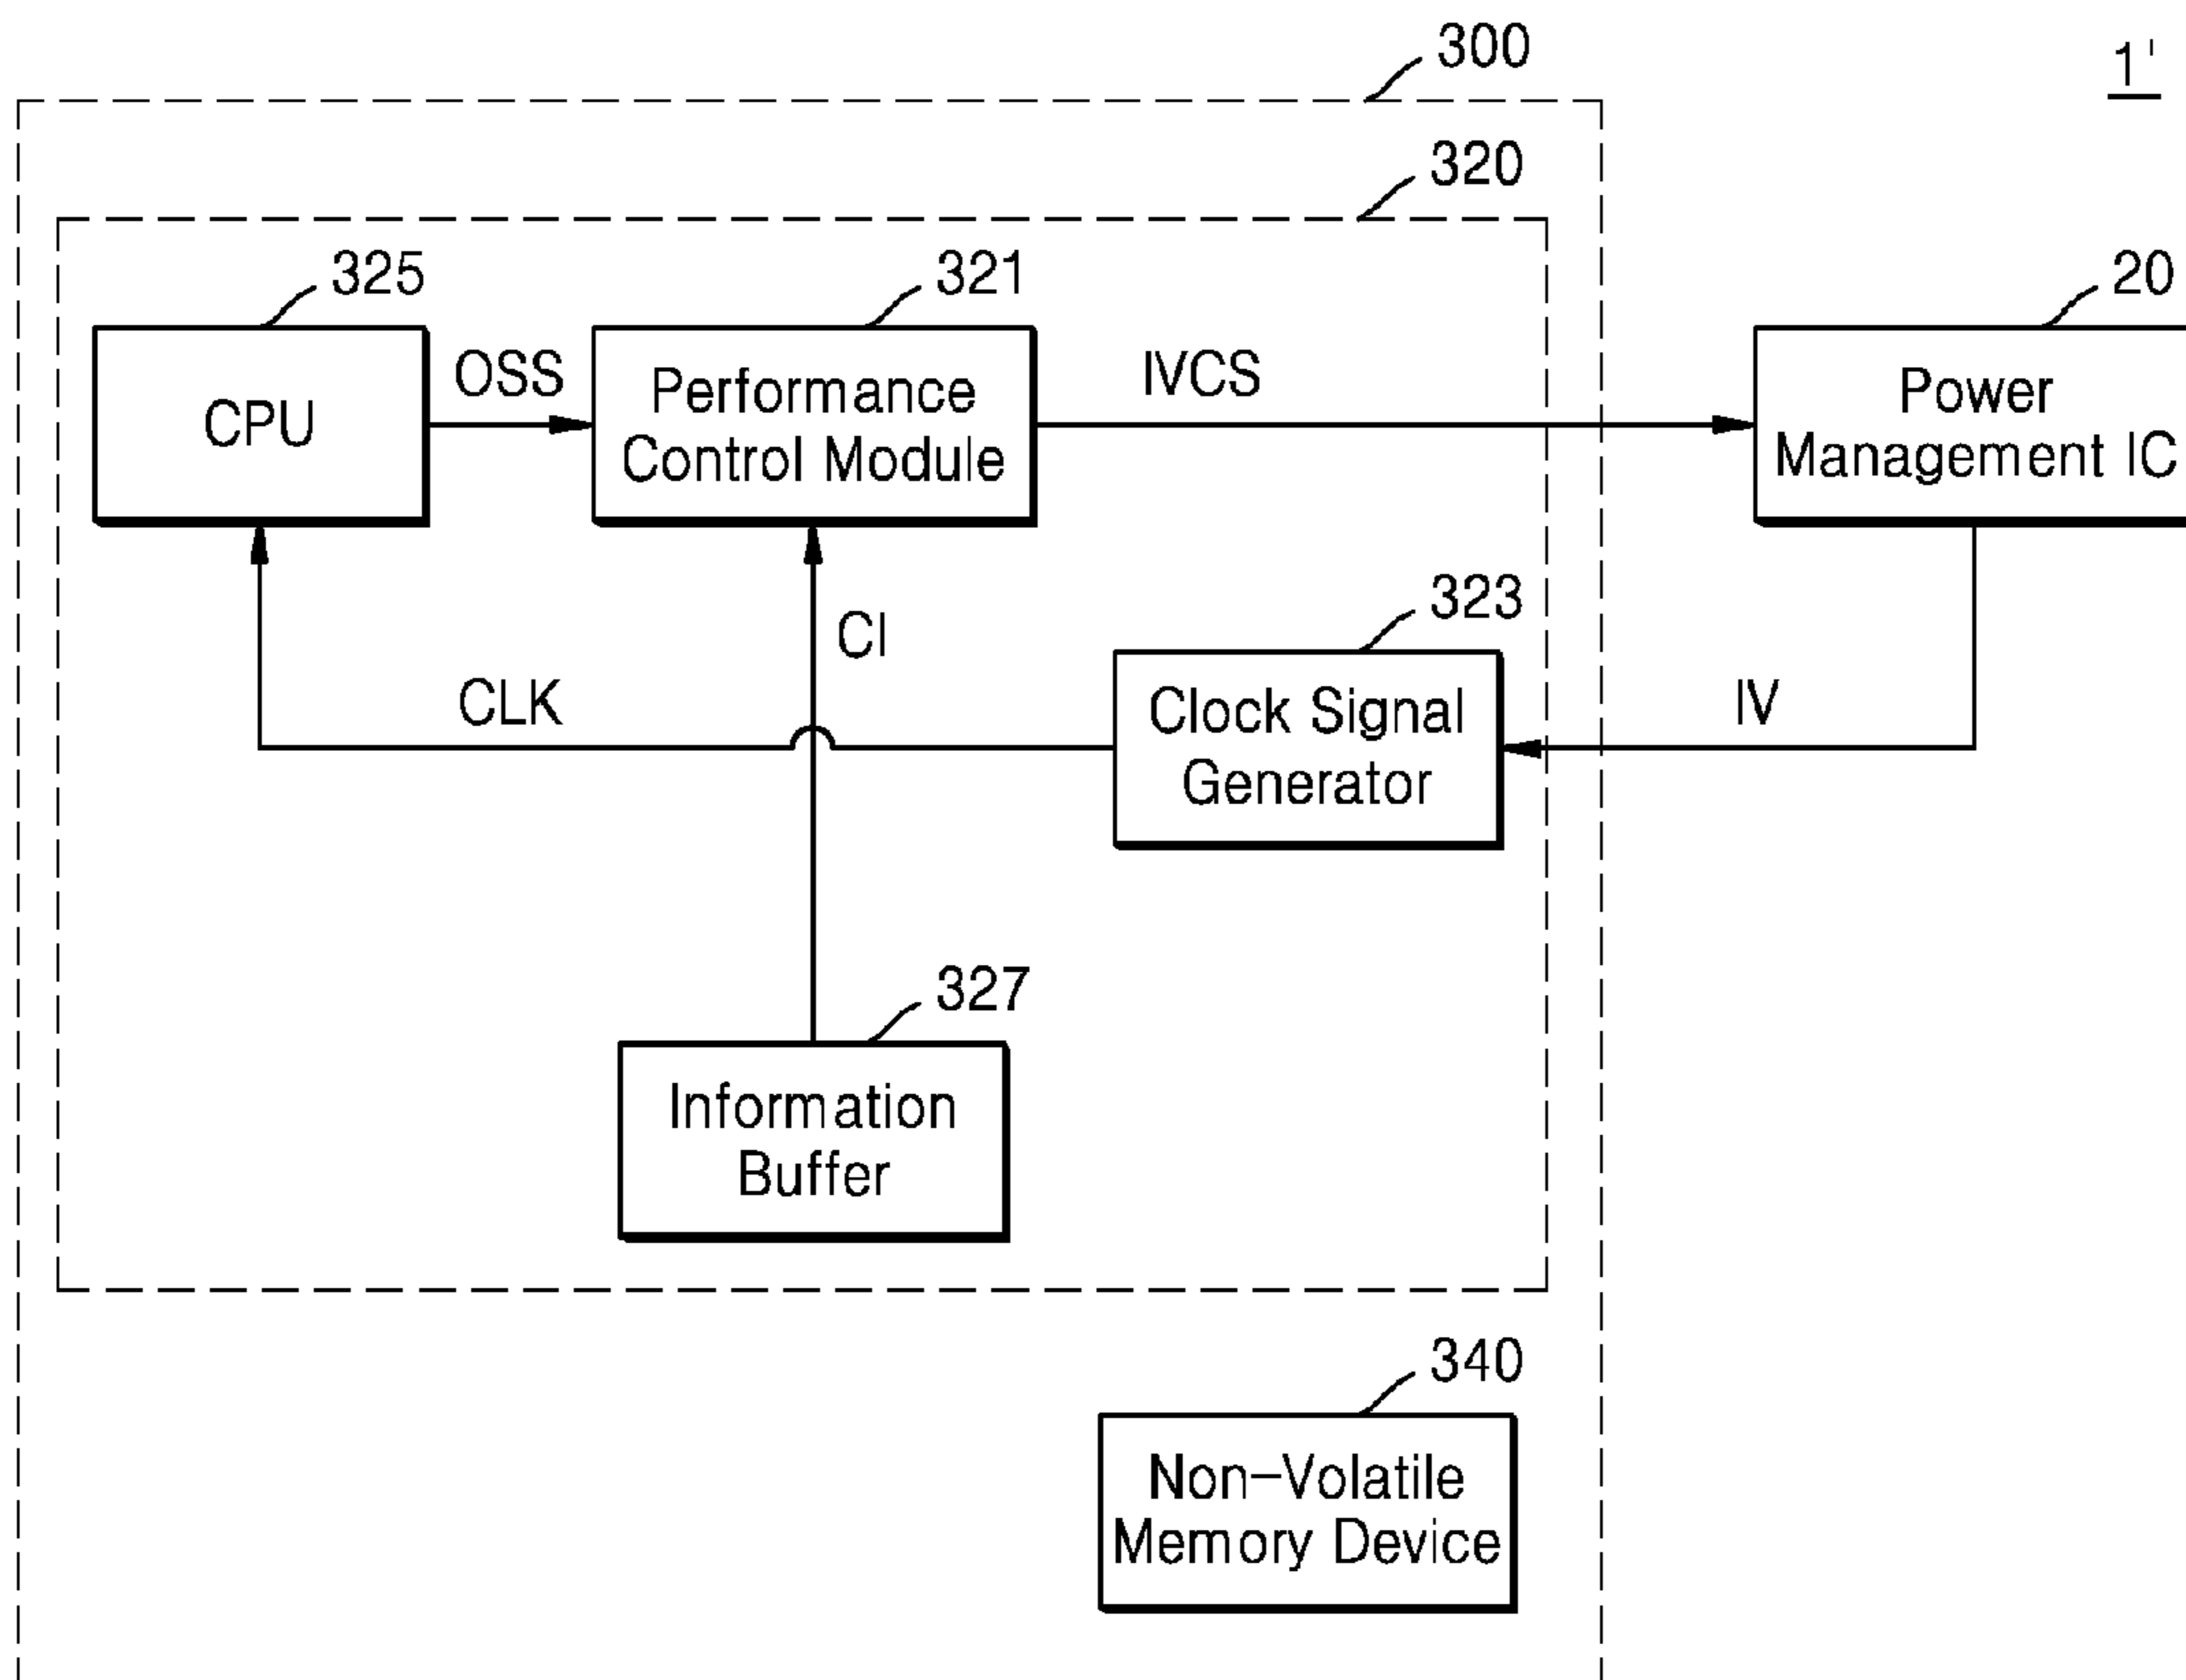 300
1'
320
325
321
20
CPU
OSS
Performance
Control Module
IVCS
Power
Management IC
323
CI
CLK
Clock Signal
Generator
IV
327
Information
Buffer
340
Non-Volatile
Memory Device